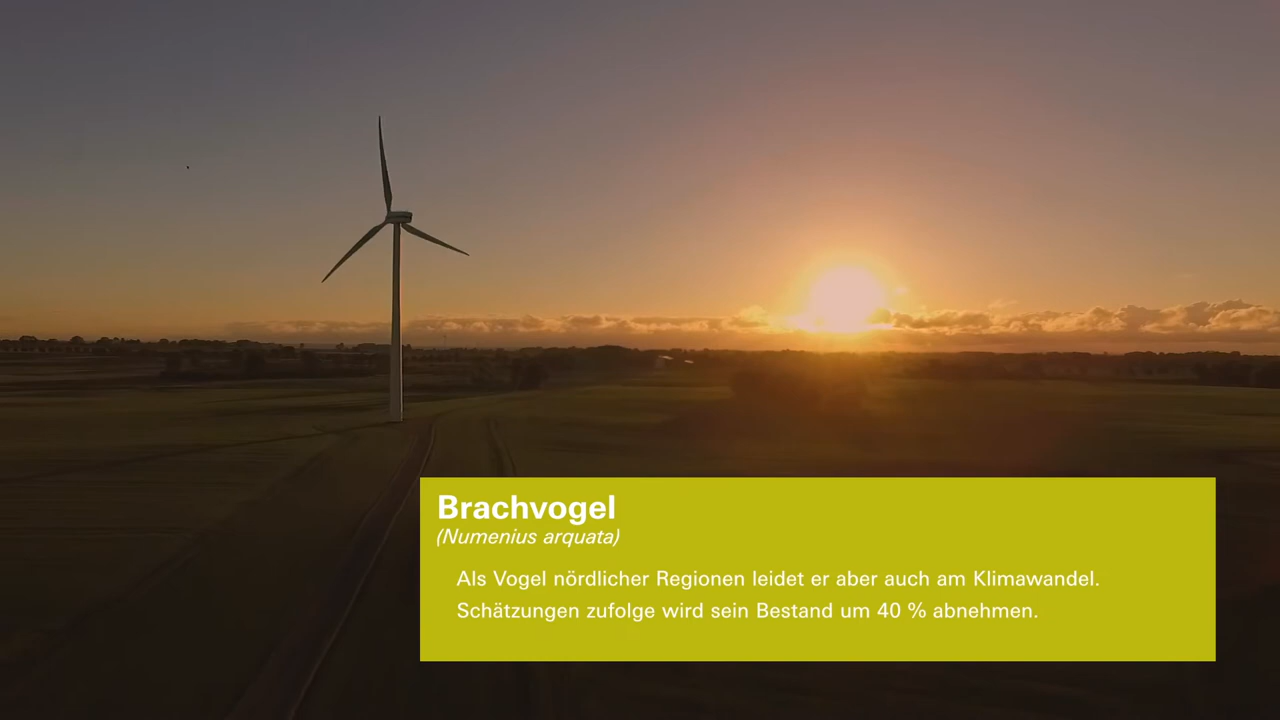 Brachvogel
(Numenius arquata)
Als Vogel nördlicher Regionen leidet er aber auch am Klimawandel.
Schätzungen zufolge wird sein Bestand um 40 % abnehmen.